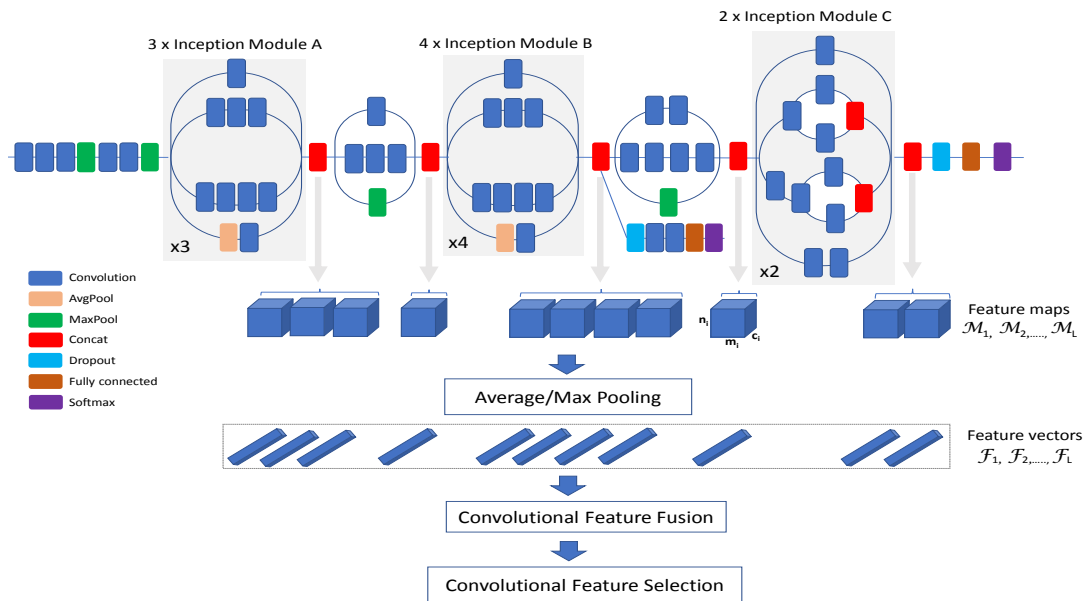 2 x Inception Module C
3 x Inception Module A
4 x Inception Module B
x3
x4
x2
Convolution
AvgPool
MaxPool
Concat
Dropout
Fully connected
Softmax
nᵢ
mᵢ
cᵢ
Feature maps
ℳ₁, ℳ₂,....., ℳ_L
Average/Max Pooling
Feature vectors
ℱ₁, ℱ₂,....., ℱ_L
Convolutional Feature Fusion
Convolutional Feature Selection